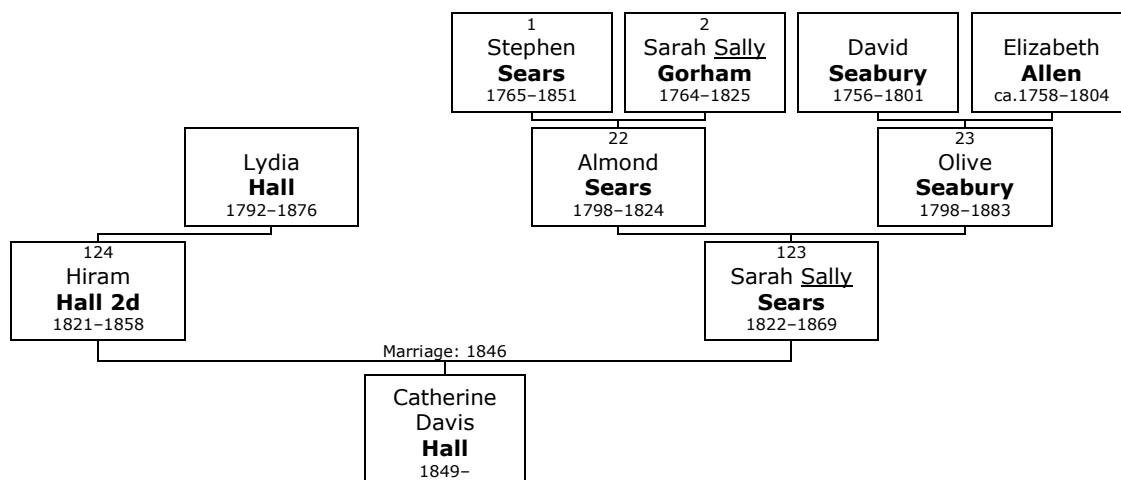 1
Stephen
Sears
1765–1851
2
Sarah Sally
Gorham
1764–1825
David
Seabury
1756–1801
Elizabeth
Allen
ca.1758–1804
Lydia
Hall
1792–1876
22
Almond
Sears
1798–1824
23
Olive
Seabury
1798–1883
124
Hiram
Hall 2d
1821–1858
123
Sarah Sally
Sears
1822–1869
Marriage: 1846
Catherine
Davis
Hall
1849–